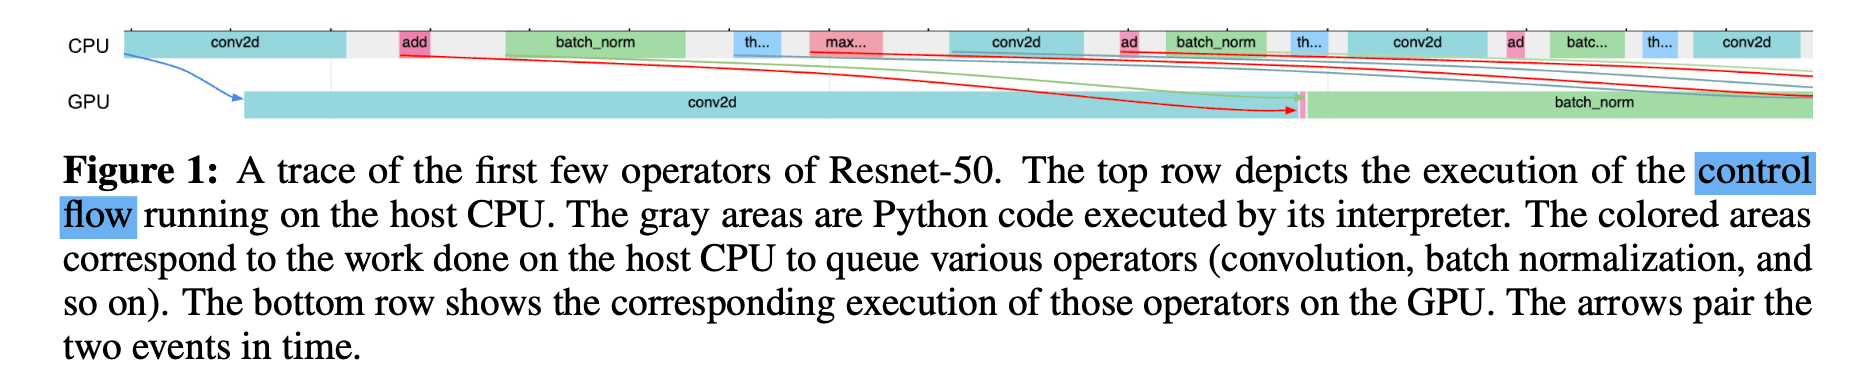 CPU conv2d add batch_norm th... max... conv2d ad batch_norm th... conv2d ad batc... th... conv2d
GPU conv2d batch_norm
Figure 1: A trace of the first few operators of Resnet-50. The top row depicts the execution of the control
flow running on the host CPU. The gray areas are Python code executed by its interpreter. The colored areas
correspond to the work done on the host CPU to queue various operators (convolution, batch normalization, and
so on). The bottom row shows the corresponding execution of those operators on the GPU. The arrows pair the
two events in time.